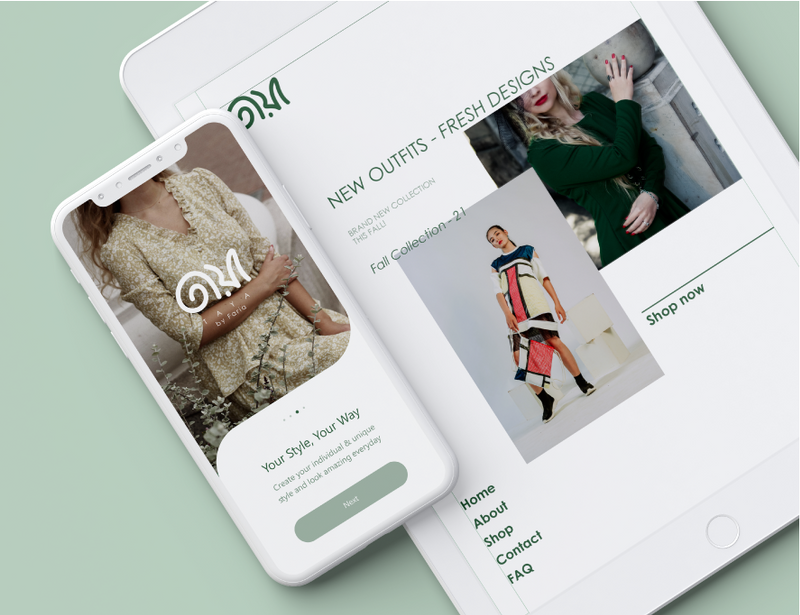 by Faria
Your Style, Your Way
Create your individual & unique
style and look amazing everyday
Next
NEW OUTFITS - FRESH DESIGNS
BRAND NEW COLLECTION
THIS FALL!
Fall Collection - 21
Shop now
Home
About
Shop
Contact
FAQ